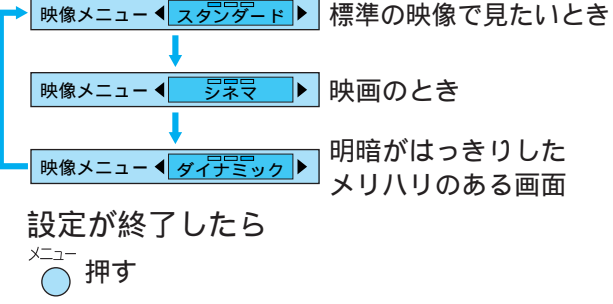 映像メニュー ◀ スタンダード ▶ 標準の映像で見たいとき
映像メニュー ◀ シネマ ▶ 映画のとき
映像メニュー ◀ ダイナミック ▶ 明暗がはっきりした
メリハリのある画面
設定が終了したら
メニュー
押す